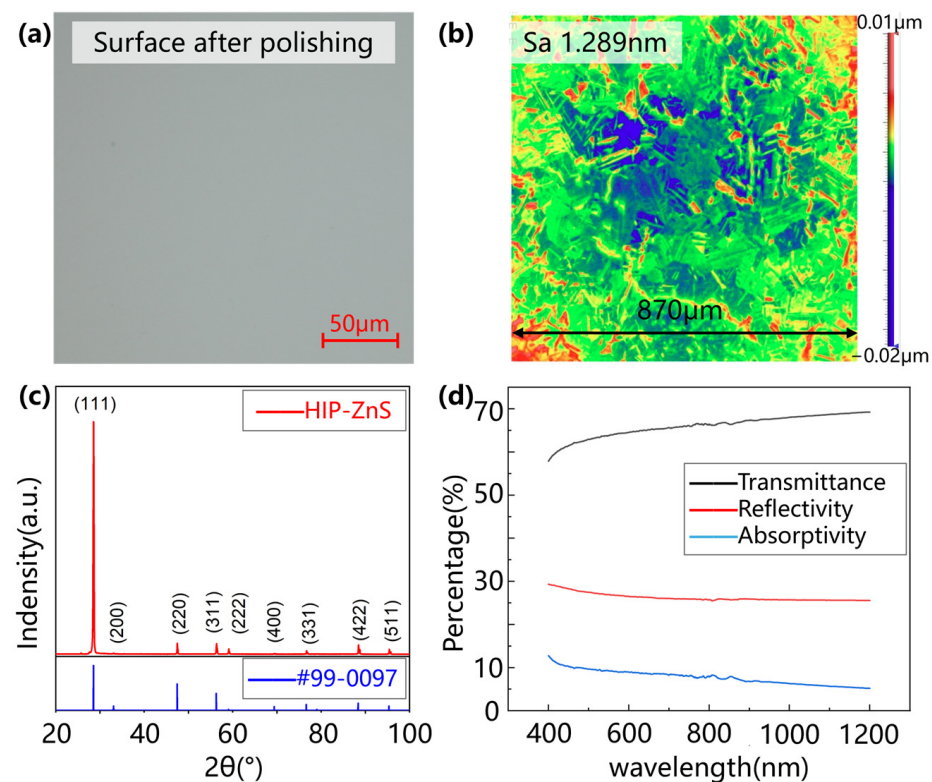 (a)
Surface after polishing
50μm
(b)
Sa 1.289nm
0.01μm
870μm
−0.02μm
(c)
(111)
HIP-ZnS
(200)
(220)
(311)
(222)
(400)
(331)
(422)
(511)
Indensity(a.u.)
#99-0097
20
40
60
80
100
2θ(°)
(d)
70
50
30
10
0
Percentage(%)
Transmittance
Reflectivity
Absorptivity
400
600
800
1000
1200
wavelength(nm)